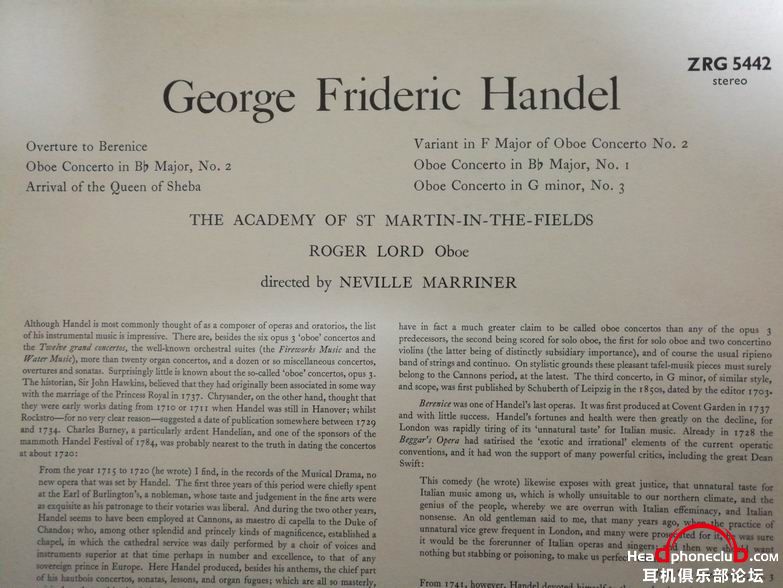 ZRG 5442
stereo
George Frideric Handel
Overture to Berenice
Oboe Concerto in B♭ Major, No. 2
Arrival of the Queen of Sheba
Variant in F Major of Oboe Concerto No. 2
Oboe Concerto in B♭ Major, No. 1
Oboe Concerto in G minor, No. 3
THE ACADEMY OF ST MARTIN-IN-THE-FIELDS
ROGER LORD Oboe
directed by NEVILLE MARRINER
Although Handel is most commonly thought of as a composer of operas and oratorios, the list
of his instrumental music is impressive. There are, besides the six opus 3 'oboe' concertos and
the Twelve grand concertos, the well-known orchestral suites (the Fireworks Music and the
Water Music), more than twenty organ concertos, and a dozen or so miscellaneous concertos,
overtures and sonatas. Surprisingly little is known about the so-called 'oboe' concertos, opus 3.
The historian, Sir John Hawkins, believed that they had originally been associated in some way
with the marriage of the Princess Royal in 1737. Chrysander, on the other hand, thought that
they were early works dating from 1710 or 1711 when Handel was still in Hanover; whilst
Rockstro—for no very clear reason—suggested a date of publication somewhere between 1729
and 1734. Charles Burney, a particularly ardent Handelian, and one of the sponsors of the
mammoth Handel Festival of 1784, was probably nearest to the truth in dating the concertos
at about 1720:
From the year 1715 to 1720 (he wrote) I find, in the records of the Musical Drama, no
new opera that was set by Handel. The first three years of this period were chiefly spent
at the Earl of Burlington's, a nobleman, whose taste and judgement in the fine arts were
as exquisite as his patronage to their votaries was liberal. And during the two other years,
Handel seems to have been employed at Cannons, as maestro di capella to the Duke of
Chandos; who, among other splendid and princely kinds of magnificence, established a
chapel, in which the cathedral service was daily performed by a choir of voices and
instruments superior at that time perhaps in number and excellence, to that of any
sovereign prince in Europe. Here Handel produced, besides his anthems, the chief part
of his hautbois concertos, sonatas, lessons, and organ fugues; which are all so masterly,
have in fact a much greater claim to be called oboe concertos than any of the opus 3
predecessors, the second being scored for solo oboe, the first for solo oboe and two concertino
violins (the latter being of distinctly subsidiary importance), and of course the usual ripieno
band of strings and continuo. On stylistic grounds these pleasant tafel-musik pieces must surely
belong to the Cannons period, at the latest. The third concerto, in G minor, of similar style,
and scope, was first published by Schuberth of Leipzig in the 1850s, dated by the editor 1703.
Berenice was one of Handel's last operas. It was first produced at Covent Garden in 1737
and with little success. Handel's fortunes and health were then greatly on the decline, for
London was rapidly tiring of its 'unnatural taste' for Italian music. Already in 1728 the
Beggar's Opera had satirised the 'exotic and irrational' elements of the current operatic
conventions, and it had won the support of many powerful critics, including the great Dean
Swift:
This comedy (he wrote) likewise exposes with great justice, that unnatural taste for
Italian music among us, which is wholly unsuitable to our northern climate, and the
genius of the people, whereby we are overrun with Italian effeminacy, and Italian
nonsense. An old gentleman said to me, that many years ago, when the practice of
unnatural vice grew frequent in London, and many were prosecuted for it, he was sure
it would be the forerunner of Italian operas and singers; and then we should want
nothing but stabbing or poisoning, to make us perfect
From 1741, however, Handel devoted himself
Headphoneclub.com
耳机俱乐部论坛